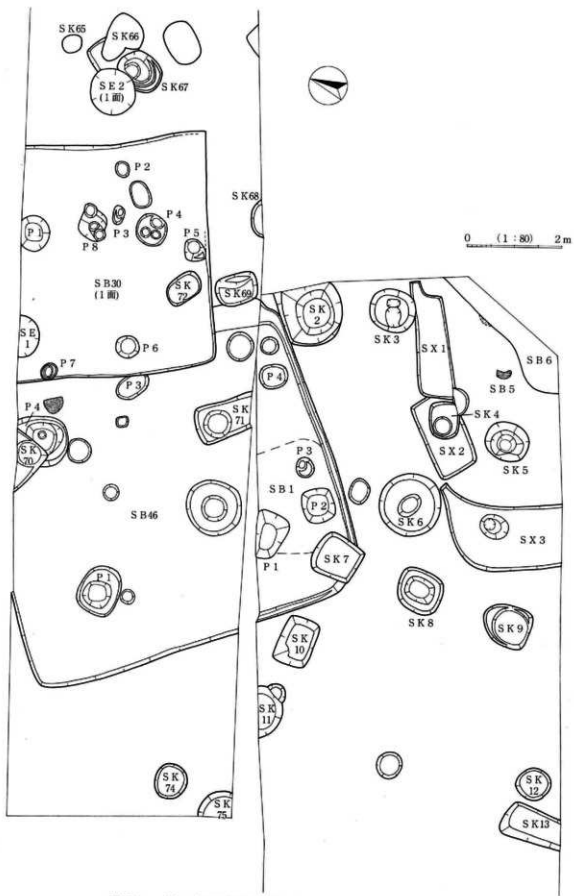 SK65
SK66
SE2
(1面)
SK67
P2
SK68
P1
P8
P3
P4
P5
0 (1:80) 2m
SB30
(1面)
SK
72
SK69
SK
2
SK3
SX1
SB6
SE
1
P6
P7
P3
P4
SB5
P4
SK
71
SK4
SK
70
P3
SX2
SK5
SB46
SB1
P2
SK6
P1
SX3
SK7
P1
SK8
SK9
SK
10
SK
11
SK
74
SK
75
SK
12
SK13